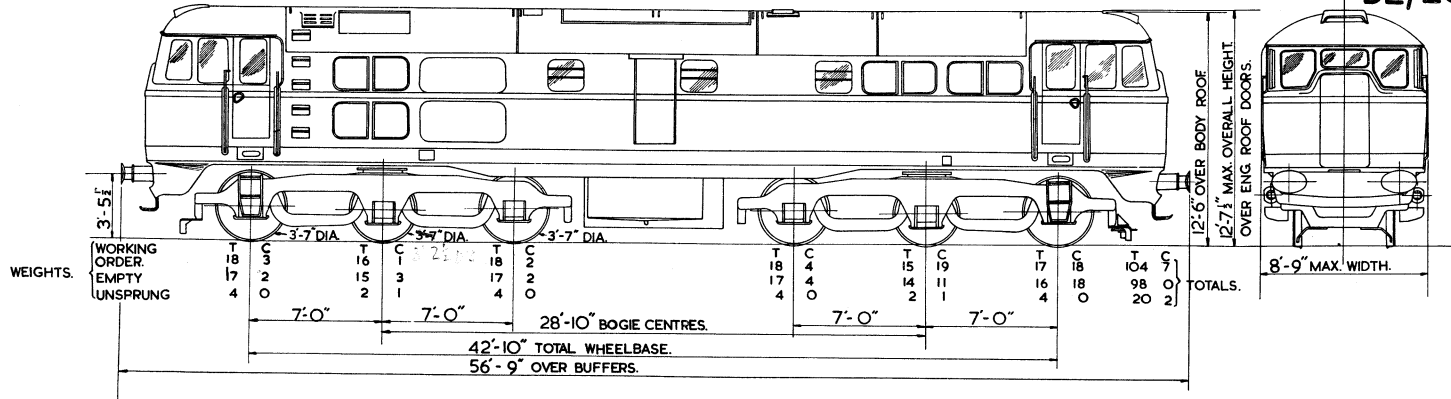 12'-6" OVER BODY ROOF
12'-7½" MAX. OVERALL HEIGHT.
OVER ENG. ROOF DOORS.
3'-5½"
3'-7" DIA. 3'-7" DIA. 3'-7" DIA.
WEIGHTS.
T C T C T C T C T C T C T C
WORKING ORDER. 18 3 16 1 18 2 18 4 15 19 17 18 104 7
EMPTY 17 2 15 3 17 2 17 4 14 11 16 18 98 0
UNSPRUNG 4 0 2 1 4 0 4 0 2 1 4 0 20 2
TOTALS.
8'-9" MAX. WIDTH.
7'-0" 7'-0" 7'-0" 7'-0"
28'-10" BOGIE CENTRES.
42'-10" TOTAL WHEELBASE.
56'-9" OVER BUFFERS.